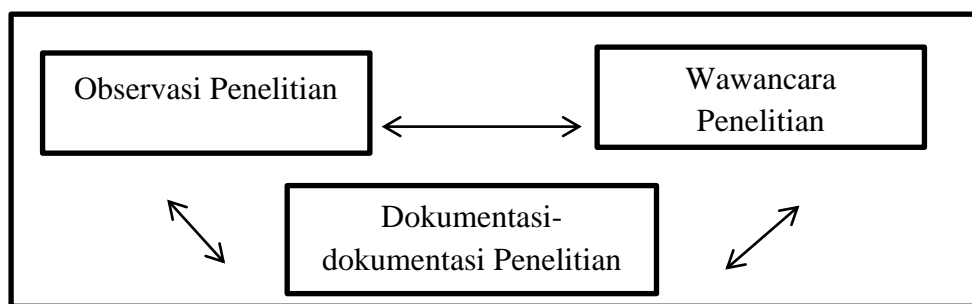 Observasi Penelitian
Wawancara
Penelitian
Dokumentasi-
dokumentasi Penelitian